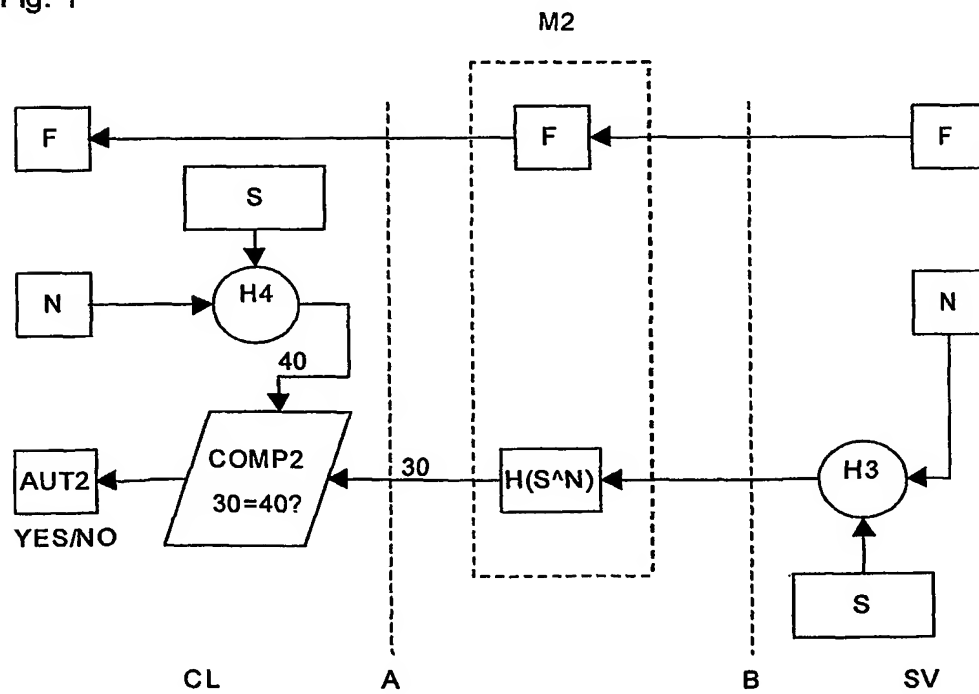 Fig. 1
M2
F
F
F
S
N
H4
N
40
COMP2
30=40?
AUT2
YES/NO
30
H(S^N)
H3
S
CL
A
B
SV